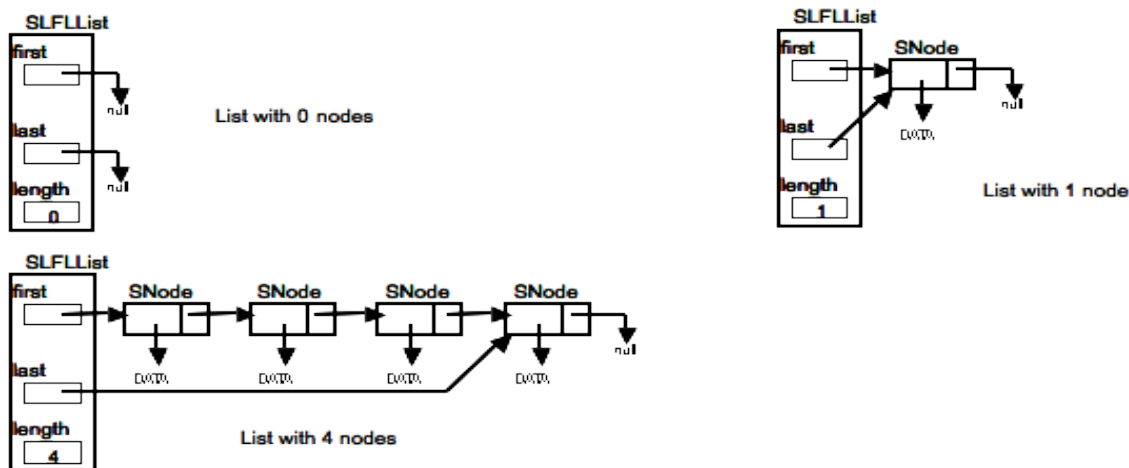 SLFLList
first
null
List with 0 nodes
last
null
length
0
SLFLList
first
SNode
null
last
DATA
length
1
List with 1 node
SLFLList
first
SNode
SNode
SNode
SNode
null
DATA
DATA
DATA
DATA
last
length
4
List with 4 nodes